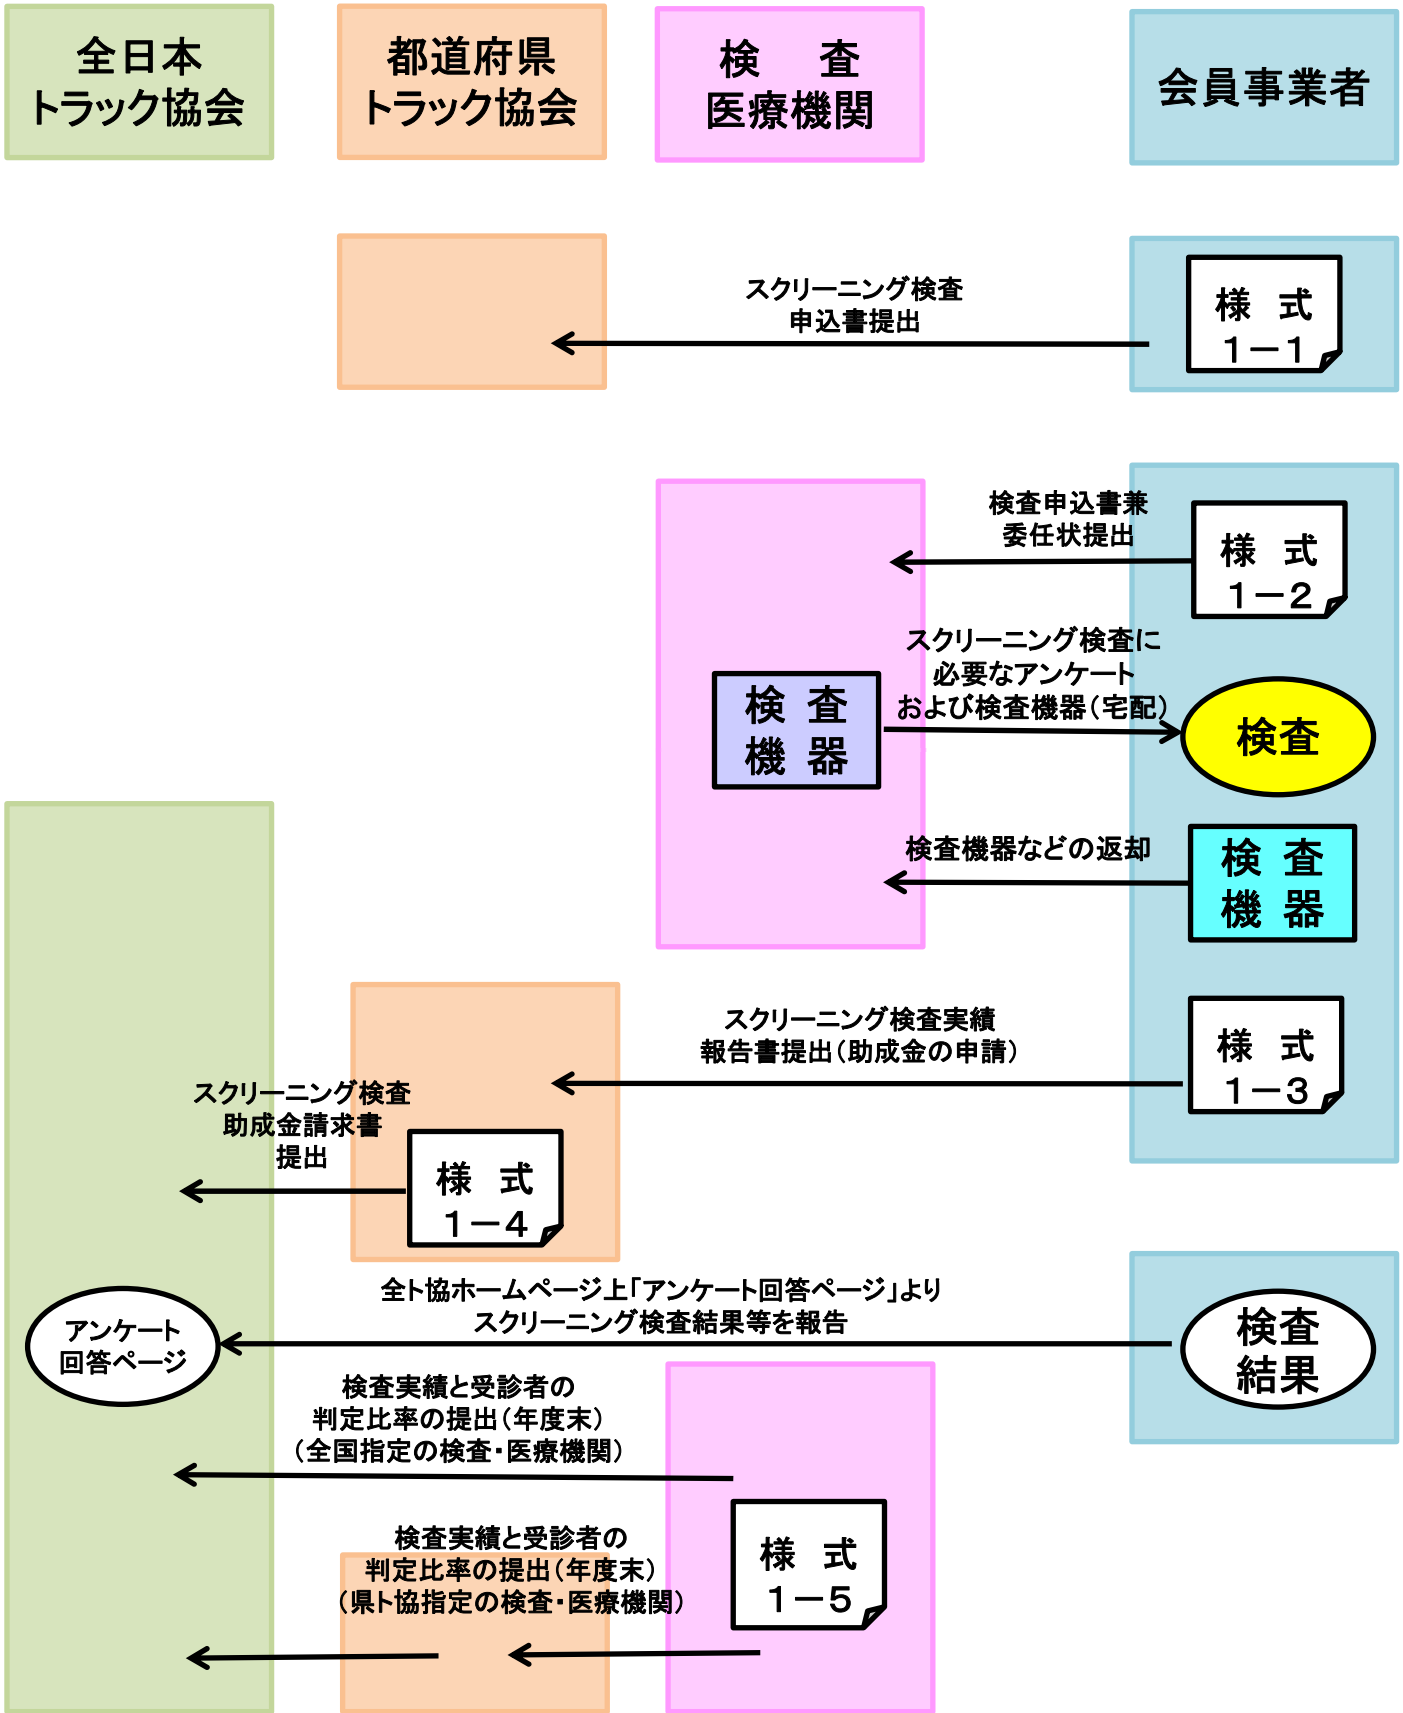 全日本
トラック協会
都道府県
トラック協会
検　査
医療機関
会員事業者
スクリーニング検査
申込書提出
様　式
１－１
検査申込書兼
委任状提出
様　式
１－２
スクリーニング検査に
必要なアンケート
および検査機器（宅配）
検　査
機　器
検査
検査機器などの返却
検　査
機　器
スクリーニング検査実績
報告書提出（助成金の申請）
様　式
１－３
スクリーニング検査
助成金請求書
提出
様　式
１－４
全ト協ホームページ上「アンケート回答ページ」より
スクリーニング検査結果等を報告
アンケート
回答ページ
検査
結果
検査実績と受診者の
判定比率の提出（年度末）
（全国指定の検査・医療機関）
検査実績と受診者の
判定比率の提出（年度末）
（県ト協指定の検査・医療機関）
様　式
１－５